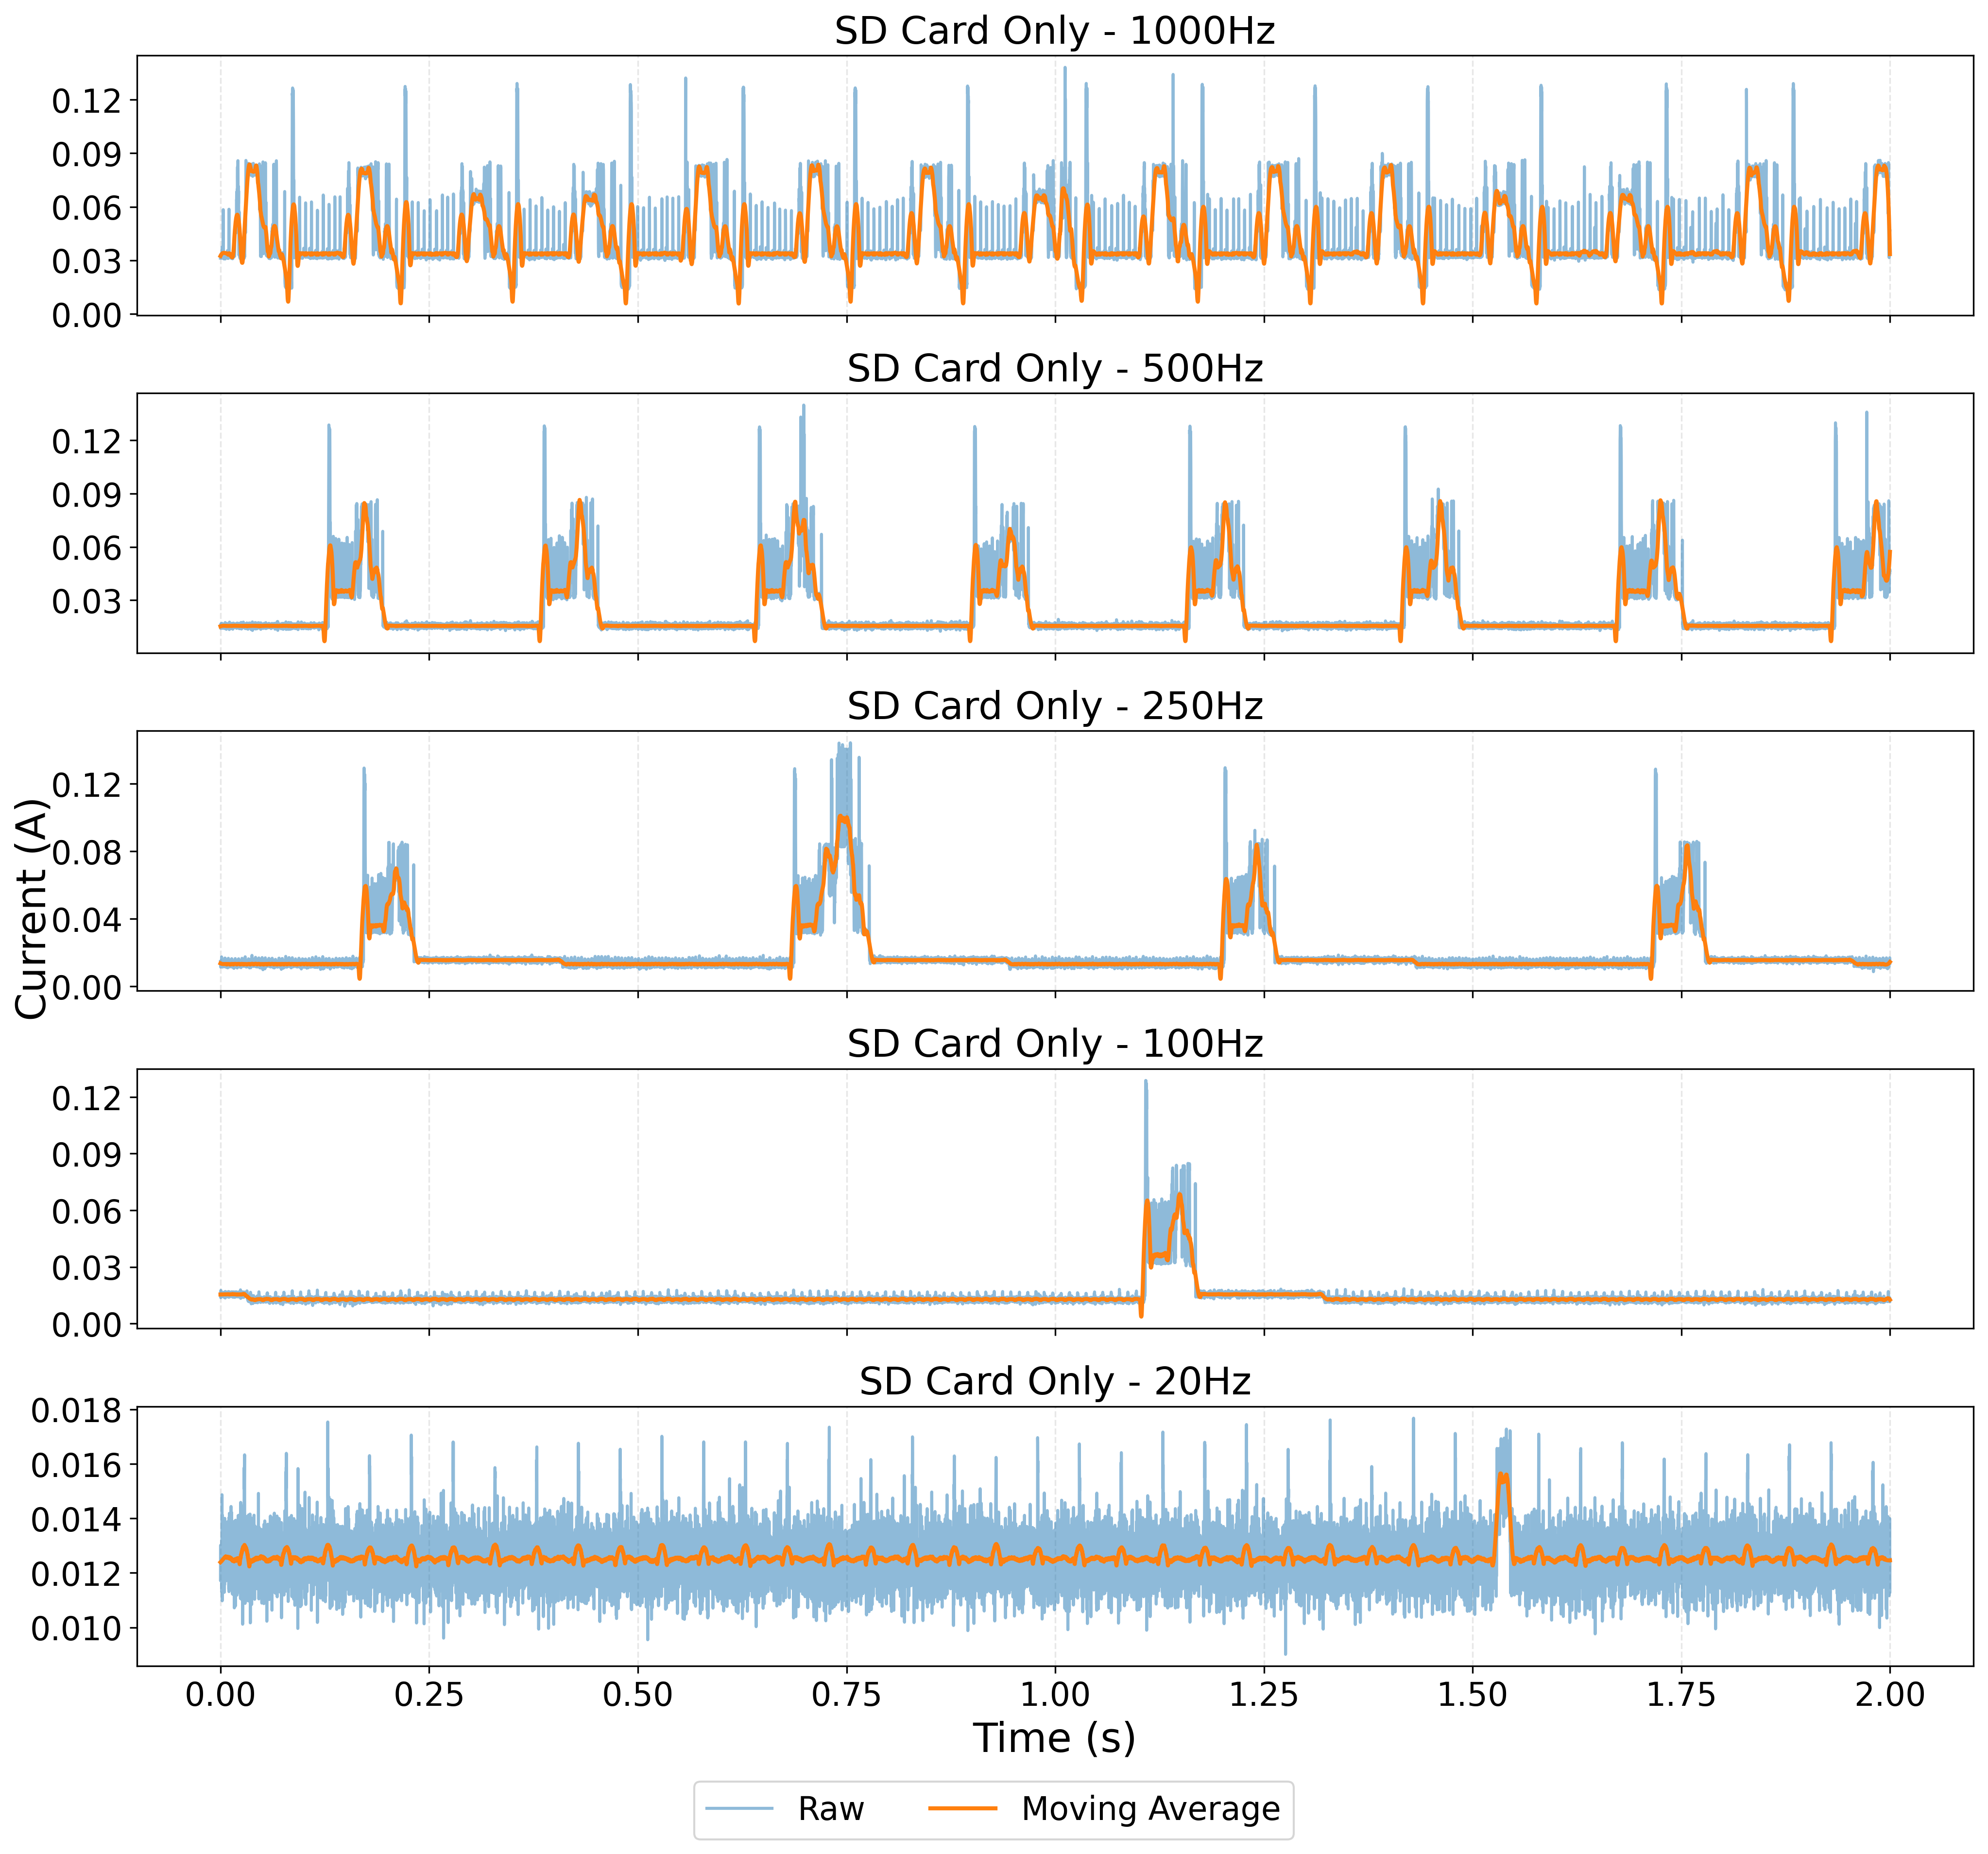 SD Card Only - 1000Hz
0.12
0.09
0.06
0.03
0.00
SD Card Only - 500Hz
0.12
0.09
0.06
0.03
SD Card Only - 250Hz
0.12
0.08
0.04
0.00
Current (A)
SD Card Only - 100Hz
0.12
0.09
0.06
0.03
0.00
SD Card Only - 20Hz
0.018
0.016
0.014
0.012
0.010
0.00 0.25 0.50 0.75 1.00 1.25 1.50 1.75 2.00
Time (s)
Raw Moving Average